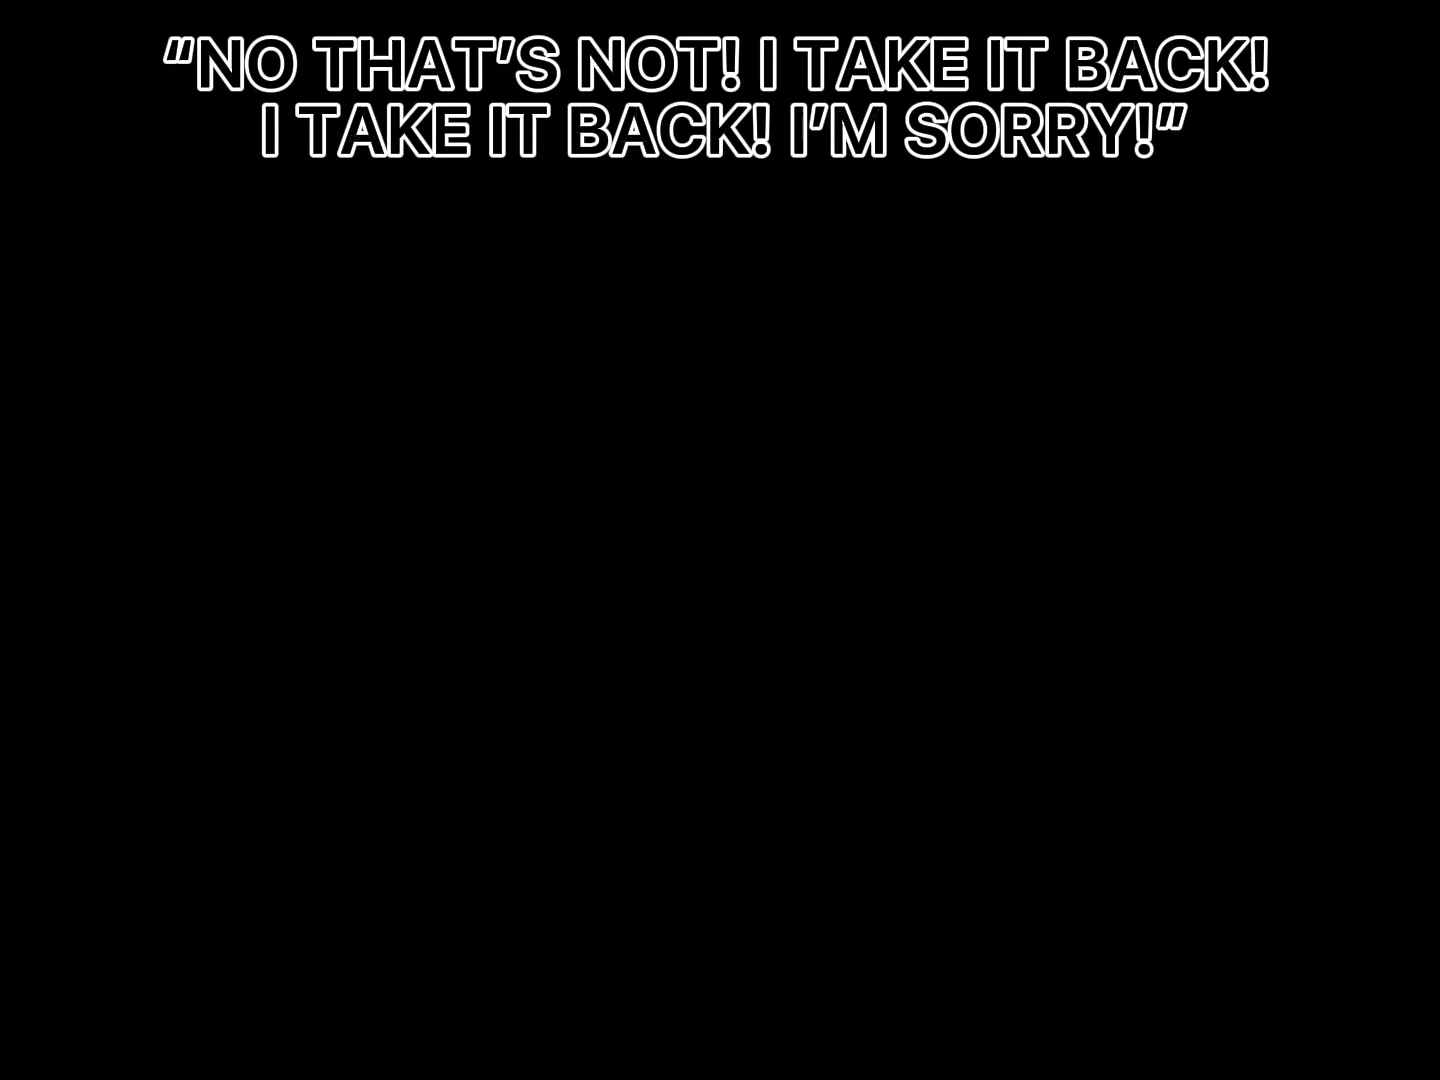 “NO THAT’S NOT! I TAKE IT BACK!
I TAKE IT BACK! I’M SORRY!”